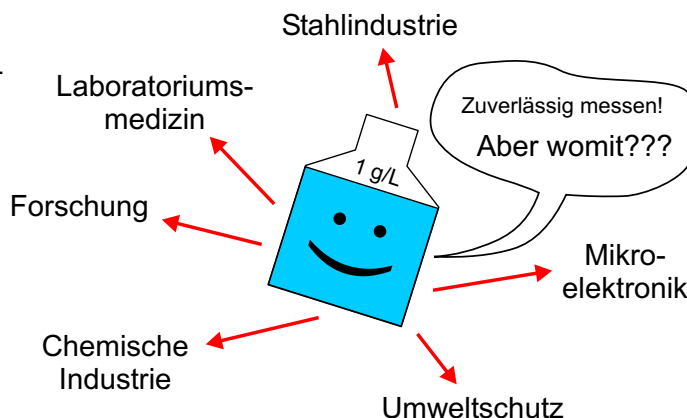 Stahlindustrie
Laboratoriums-
medizin
Zuverlässig messen!
Aber womit???
1 g/L
Forschung
Mikro-
elektronik
Chemische
Industrie
Umweltschutz